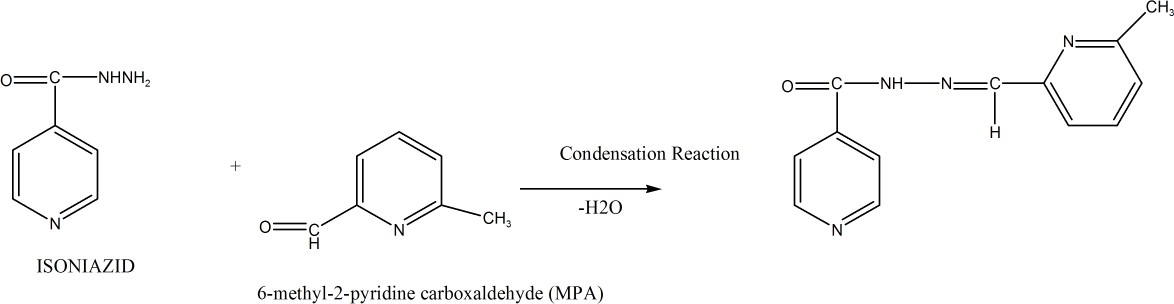 O C NHNH2
N
ISONIAZID
+
O C H N CH3
6-methyl-2-pyridine carboxaldehyde (MPA)
Condensation Reaction
-H2O
O C NH N C H N CH3
N